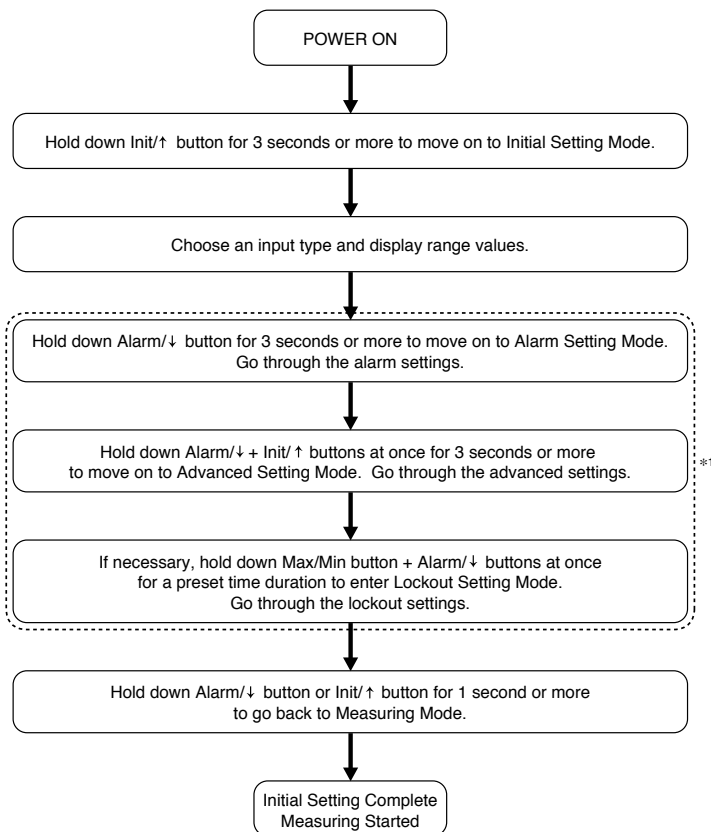 POWER ON
Hold down Init/↑ button for 3 seconds or more to move on to Initial Setting Mode.
Choose an input type and display range values.
Hold down Alarm/↓ button for 3 seconds or more to move on to Alarm Setting Mode.
Go through the alarm settings.
Hold down Alarm/↓ + Init/↑ buttons at once for 3 seconds or more
to move on to Advanced Setting Mode. Go through the advanced settings.
*1
If necessary, hold down Max/Min button + Alarm/↓ buttons at once
for a preset time duration to enter Lockout Setting Mode.
Go through the lockout settings.
Hold down Alarm/↓ button or Init/↑ button for 1 second or more
to go back to Measuring Mode.
Initial Setting Complete
Measuring Started